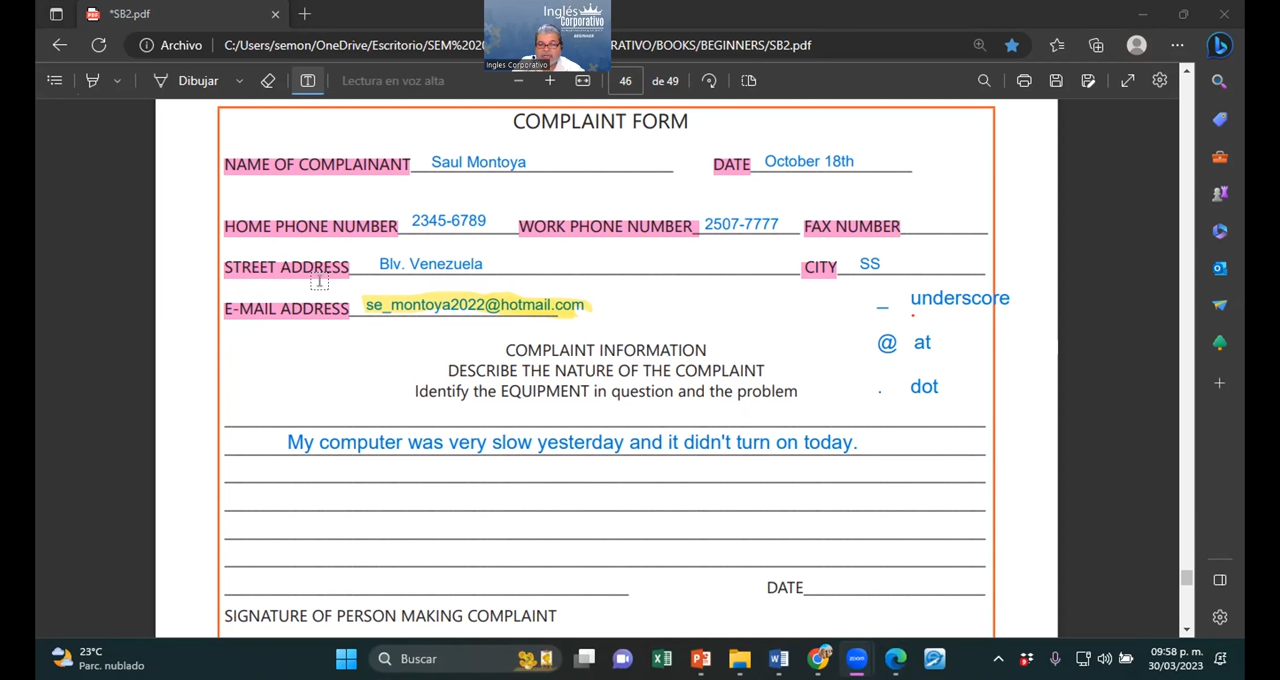 *SB2.pdf
Archivo C:/Users/semon/OneDrive/Escritorio/SEM%20 RATIVO/BOOKS/BEGINNERS/SB2.pdf
Inglés
Corporativo
BEGINNER
Ingles Corporativo
Dibujar Lectura en voz alta 46 de 49
COMPLAINT FORM
NAME OF COMPLAINANT Saul Montoya DATE October 18th
HOME PHONE NUMBER 2345-6789 WORK PHONE NUMBER 2507-7777 FAX NUMBER
STREET ADDRESS Blv. Venezuela CITY SS
E-MAIL ADDRESS se_montoya2022@hotmail.com
_ underscore
@ at
. dot
COMPLAINT INFORMATION
DESCRIBE THE NATURE OF THE COMPLAINT
Identify the EQUIPMENT in question and the problem
My computer was very slow yesterday and it didn't turn on today.
DATE
SIGNATURE OF PERSON MAKING COMPLAINT
23°C
Parc. nublado
Buscar
zoom
09:58 p. m.
30/03/2023